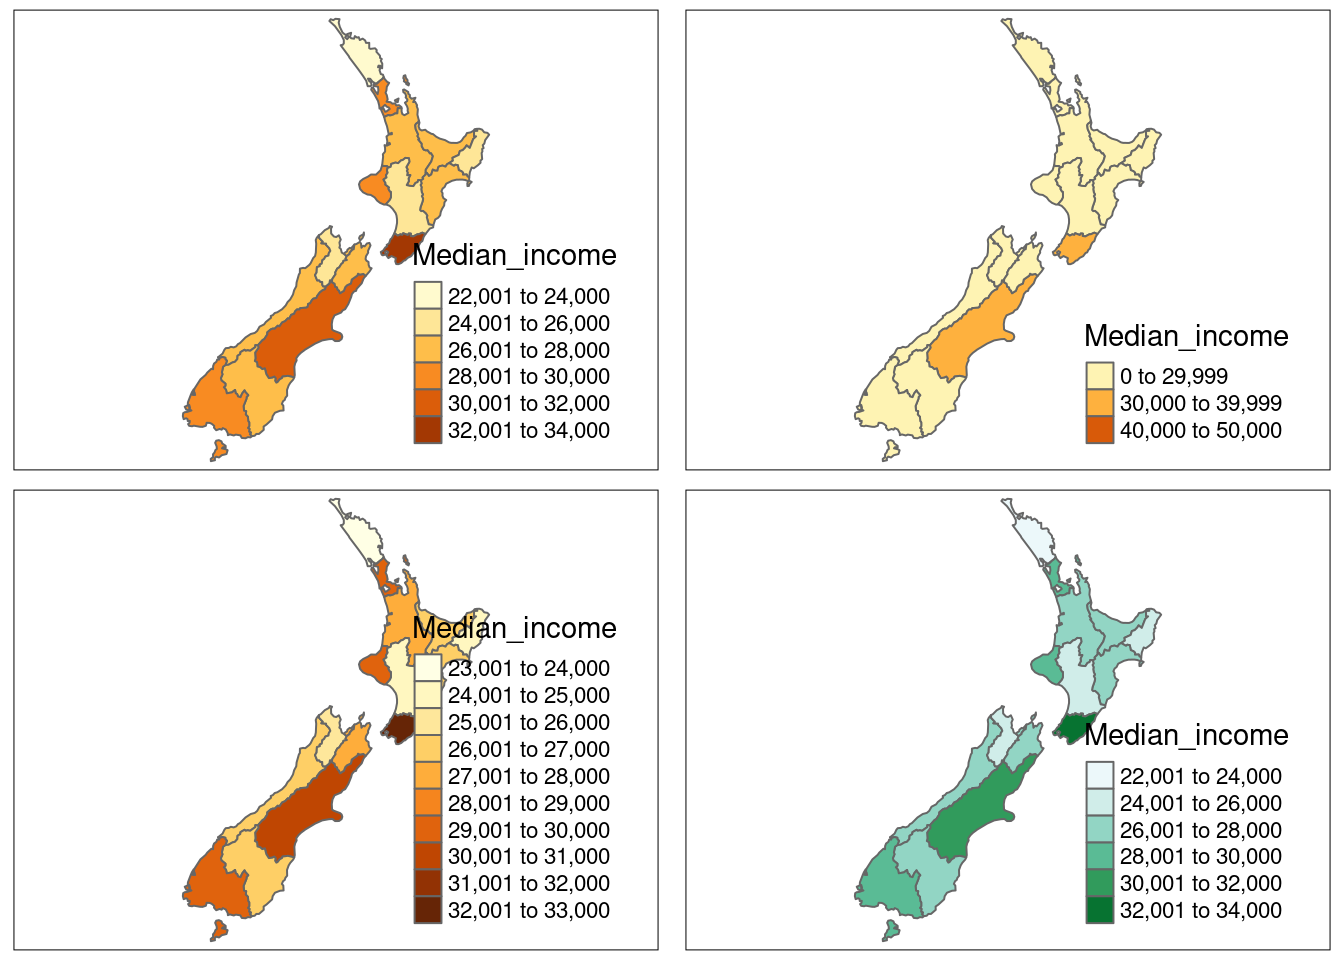 Median_income
22,001 to 24,000
24,001 to 26,000
26,001 to 28,000
28,001 to 30,000
30,001 to 32,000
32,001 to 34,000
Median_income
0 to 29,999
30,000 to 39,999
40,000 to 50,000
Median_income
23,001 to 24,000
24,001 to 25,000
25,001 to 26,000
26,001 to 27,000
27,001 to 28,000
28,001 to 29,000
29,001 to 30,000
30,001 to 31,000
31,001 to 32,000
32,001 to 33,000
Median_income
22,001 to 24,000
24,001 to 26,000
26,001 to 28,000
28,001 to 30,000
30,001 to 32,000
32,001 to 34,000